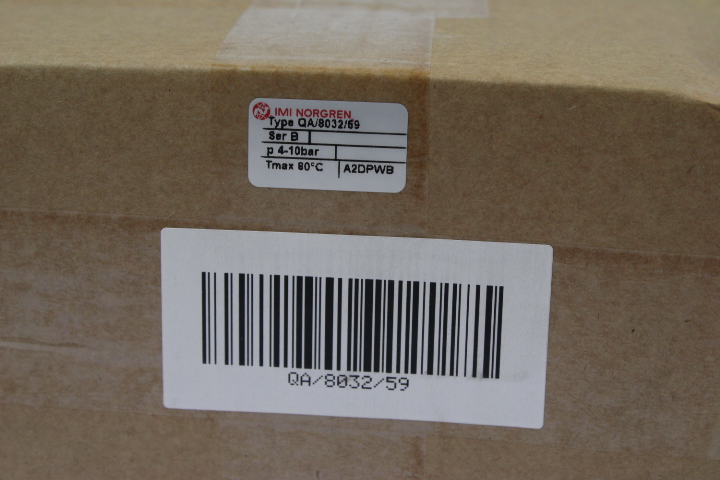 IMI NORGREN
Type QA/8032/59
Ser B
p 4-10bar
Tmax 80°C A2DPWB
QA/8032/59